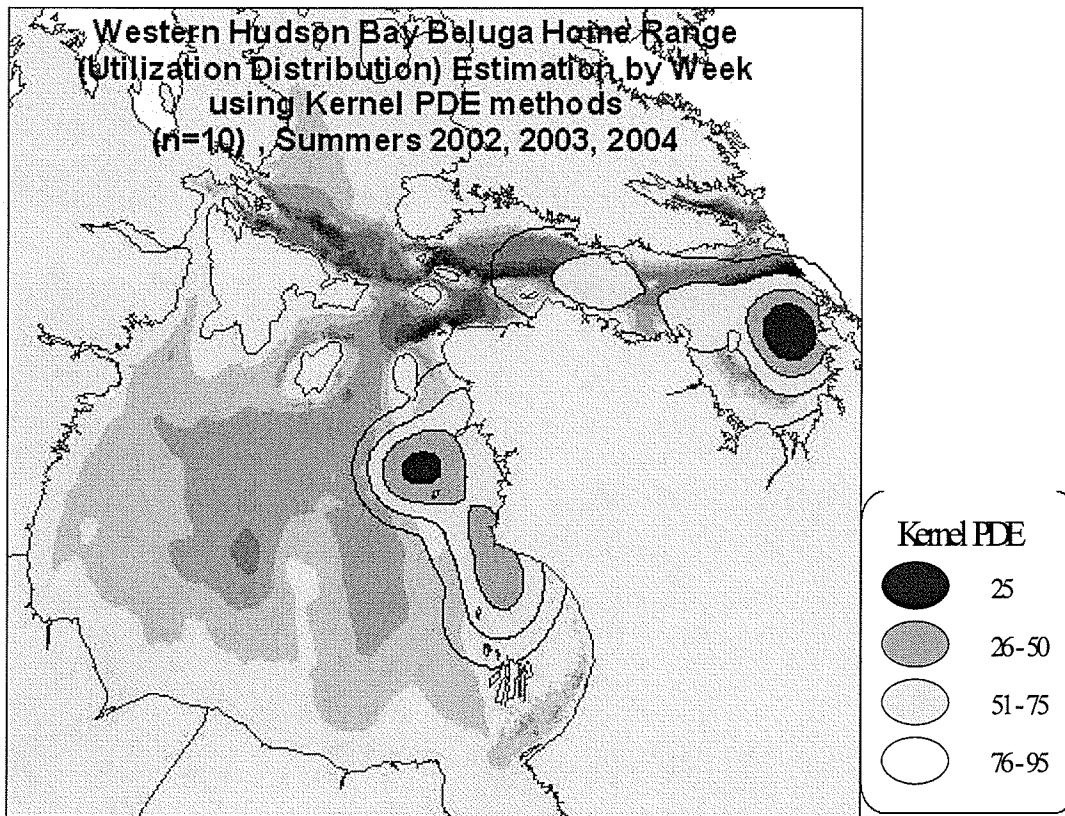 Western Hudson Bay Beluga Home Range
(Utilization Distribution) Estimation by Week
using Kernel PDE methods
(n=10) , Summers 2002, 2003, 2004
Kernel PDE
25
26-50
51-75
76-95